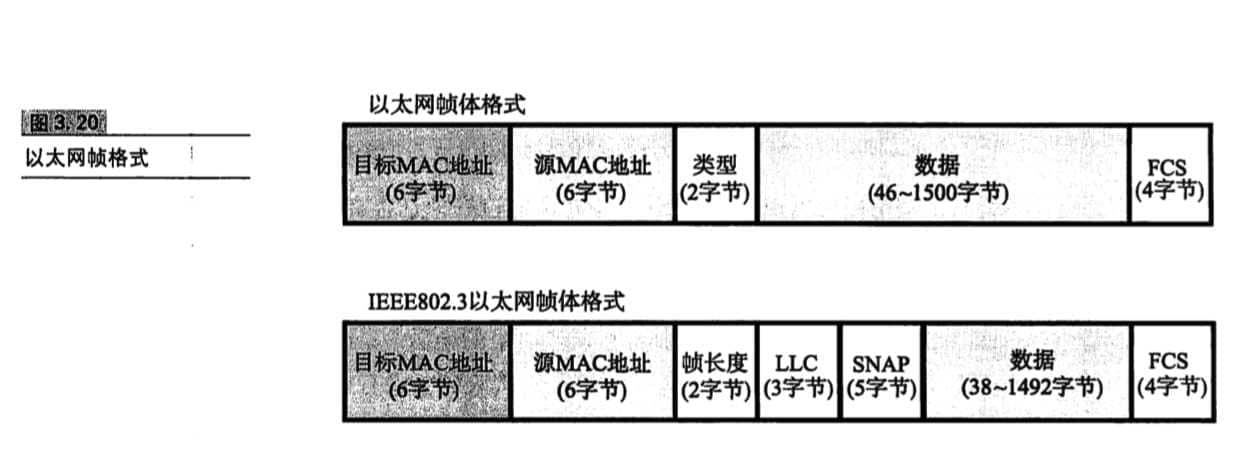 图3.20
以太网帧格式
以太网帧体格式
目标MAC地址
(6字节)
源MAC地址
(6字节)
类型
(2字节)
数据
(46~1500字节)
FCS
(4字节)
IEEE802.3以太网帧体格式
目标MAC地址
(6字节)
源MAC地址
(6字节)
帧长度
(2字节)
LLC
(3字节)
SNAP
(5字节)
数据
(38~1492字节)
FCS
(4字节)